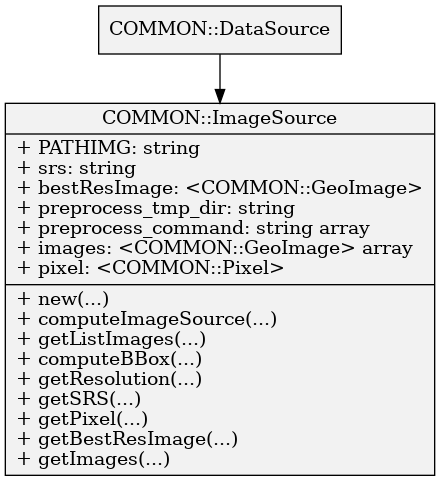 COMMON::DataSource
COMMON::ImageSource
+ PATHIMG: string
+ srs: string
+ bestResImage: <COMMON::GeoImage>
+ preprocess_tmp_dir: string
+ preprocess_command: string array
+ images: <COMMON::GeoImage> array
+ pixel: <COMMON::Pixel>
+ new(...)
+ computeImageSource(...)
+ getListImages(...)
+ computeBBox(...)
+ getResolution(...)
+ getSRS(...)
+ getPixel(...)
+ getBestResImage(...)
+ getImages(...)